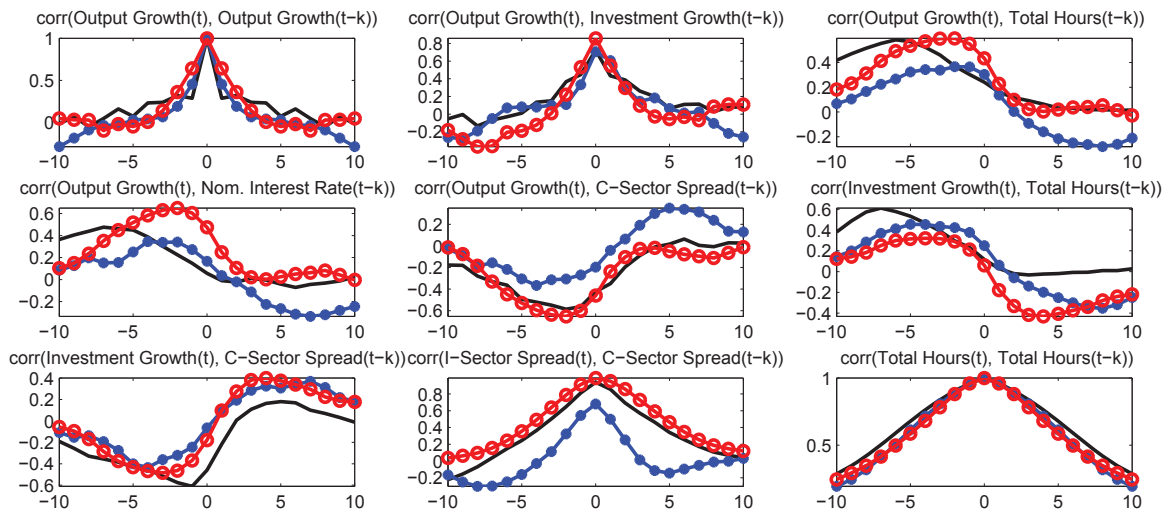 corr(Output Growth(t), Output Growth(t−k))
1
0.5
0
−10 −5 0 5 10
corr(Output Growth(t), Investment Growth(t−k))
0.8
0.6
0.4
0.2
0
−0.2
−10 −5 0 5 10
corr(Output Growth(t), Total Hours(t−k))
0.4
0.2
0
−0.2
−10 −5 0 5 10
corr(Output Growth(t), Nom. Interest Rate(t−k))
0.6
0.4
0.2
0
−0.2
−10 −5 0 5 10
corr(Output Growth(t), C−Sector Spread(t−k))
0.2
0
−0.2
−0.4
−0.6
−10 −5 0 5 10
corr(Investment Growth(t), Total Hours(t−k))
0.6
0.4
0.2
0
−0.2
−0.4
−10 −5 0 5 10
corr(Investment Growth(t), C−Sector Spread(t−k))
0.4
0.2
0
−0.2
−0.4
−0.6
−10 −5 0 5 10
corr(I−Sector Spread(t), C−Sector Spread(t−k))
0.8
0.6
0.4
0.2
0
−0.2
−10 −5 0 5 10
corr(Total Hours(t), Total Hours(t−k))
1
0.5
−10 −5 0 5 10